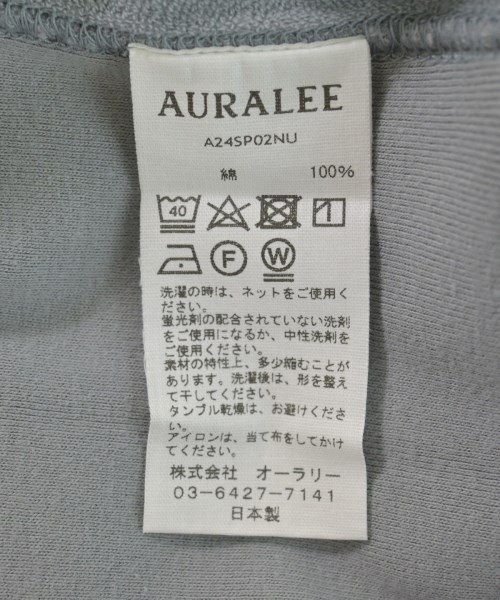 AURALEE
A24SP02NU
綿 100%
40
F W
洗濯の時は、ネットをご使用く
ださい。
蛍光剤の配合されていない洗剤
をご使用になるか、中性洗剤を
ご使用ください。
素材の特性上、多少縮むことが
あります。洗濯後は、形を整え
て干してください。
タンブル乾燥は、お避けくださ
い。
アイロンは、当て布をしてかけ
てください。
株式会社 オーラリー
03-6427-7141
日本製